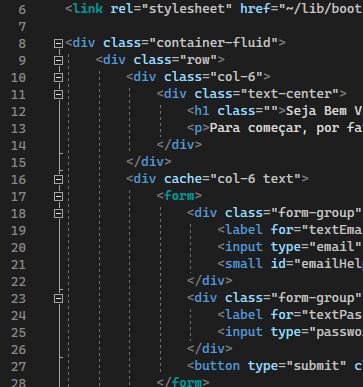 6 <link rel="stylesheet" href="~/lib/boot
7
8 <div class="container-fluid">
9 <div class="row">
10 <div class="col-6">
11 <div class="text-center">
12 <h1 class="">Seja Bem V
13 <p>Para começar, por fa
14 </div>
15 </div>
16 <div cache="col-6 text">
17 <form>
18 <div class="form-group"
19 <label for="textEma
20 <input type="email"
21 <small id="emailHel
22 </div>
23 <div class="form-group"
24 <label for="textPas
25 <input type="passwo
26 </div>
27 <button type="submit" c
28 </form>